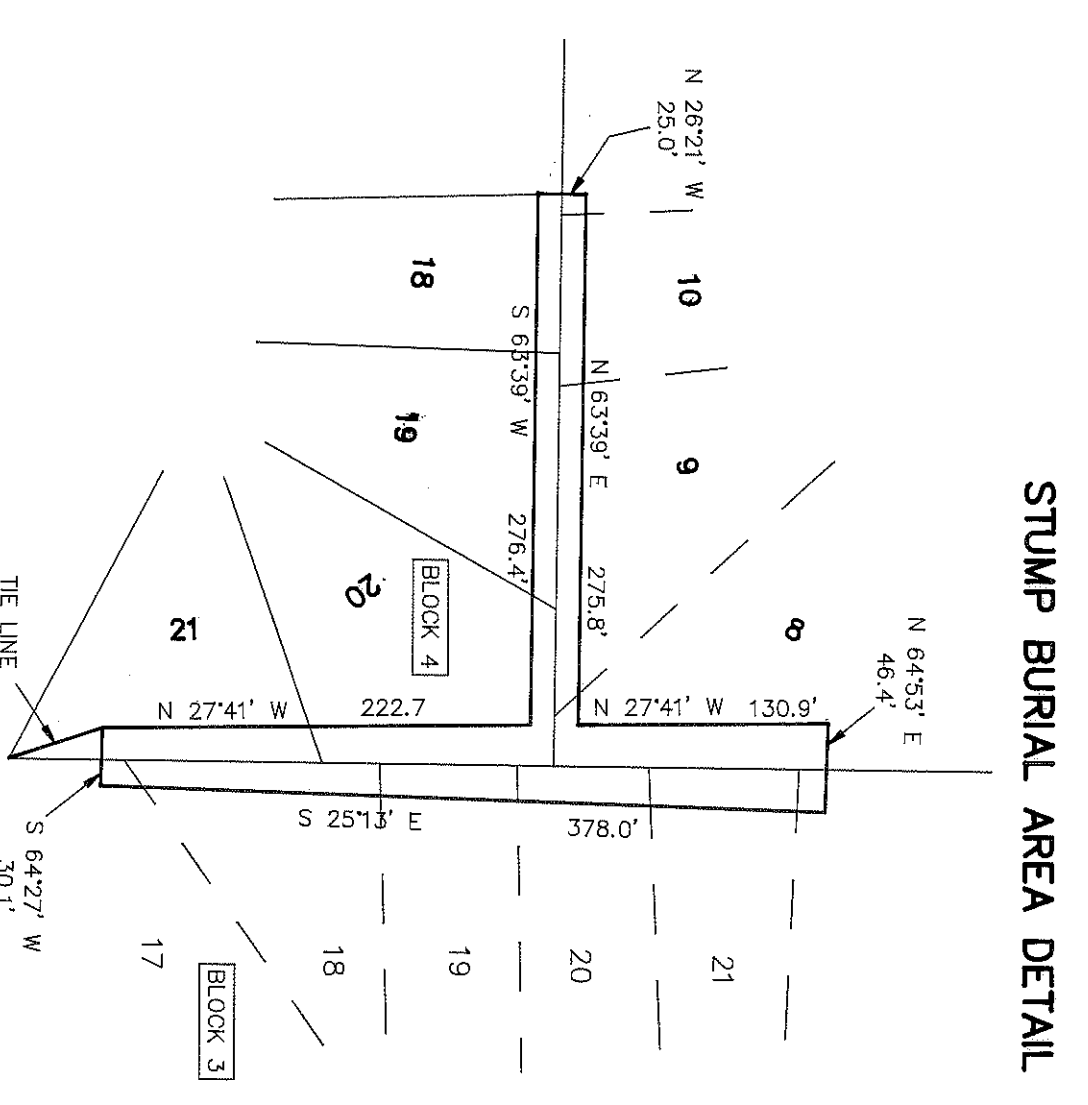 STUMP BURIAL AREA DETAIL
N 26°21' W
25.0'
10
9
8
N 64°53' E
46.4'
18
S 63°39' W 276.4'
N 63°39' E 275.8'
19
20
BLOCK 4
21
N 27°41' W 222.7
N 27°41' W 130.9'
TIE LINE
S 25°13' E 378.0'
S 64°27' W
30.1'
17
18
19
20
21
BLOCK 3